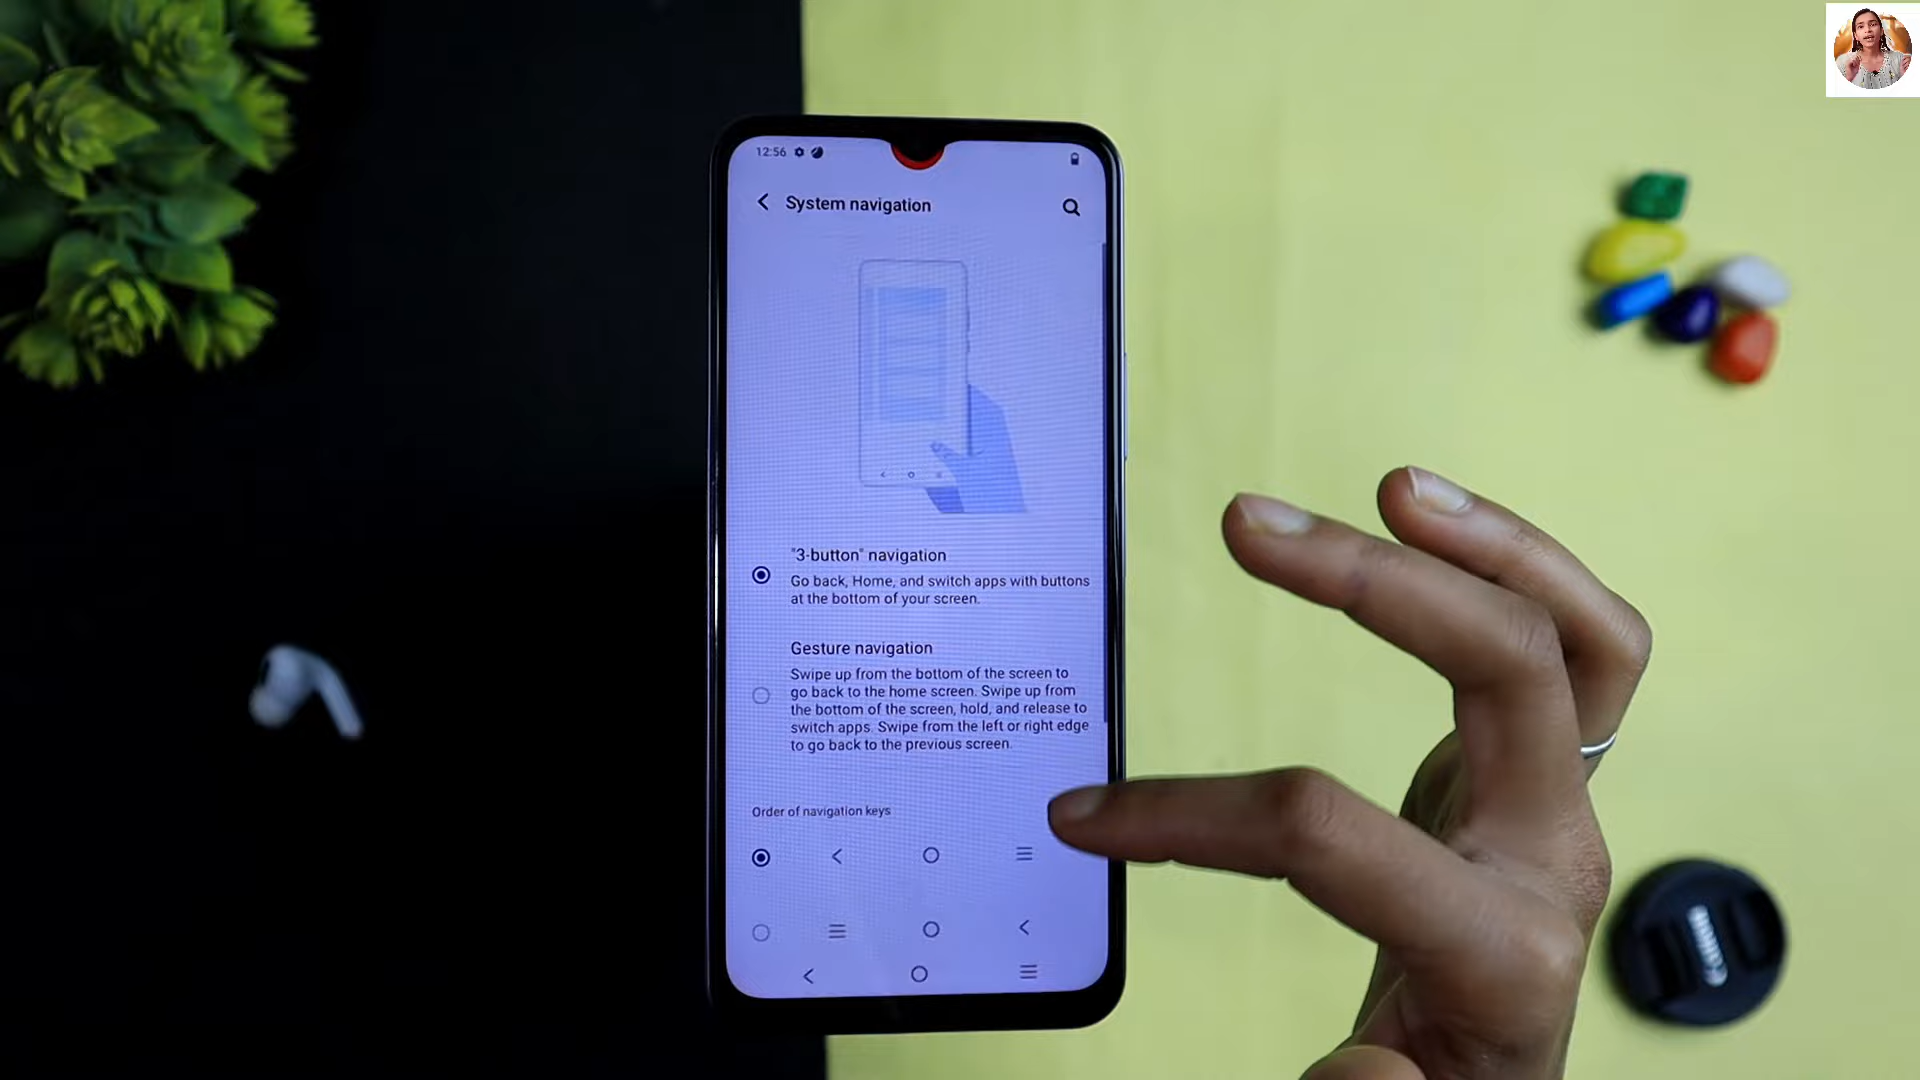 12:56
System navigation
"3-button" navigation
Go back, Home, and switch apps with buttons
at the bottom of your screen.
Gesture navigation
Swipe up from the bottom of the screen to
go back to the home screen. Swipe up from
the bottom of the screen, hold, and release to
switch apps. Swipe from the left or right edge
to go back to the previous screen.
Order of navigation keys
Canon